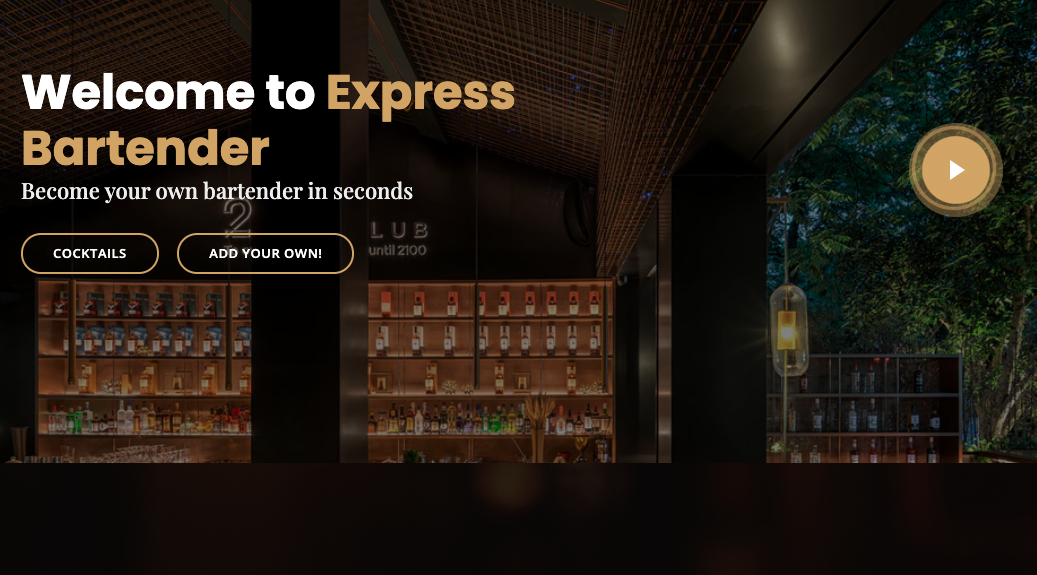 Welcome to Express
Bartender
Become your own bartender in seconds
2
LUB
until 2100
COCKTAILS
ADD YOUR OWN!